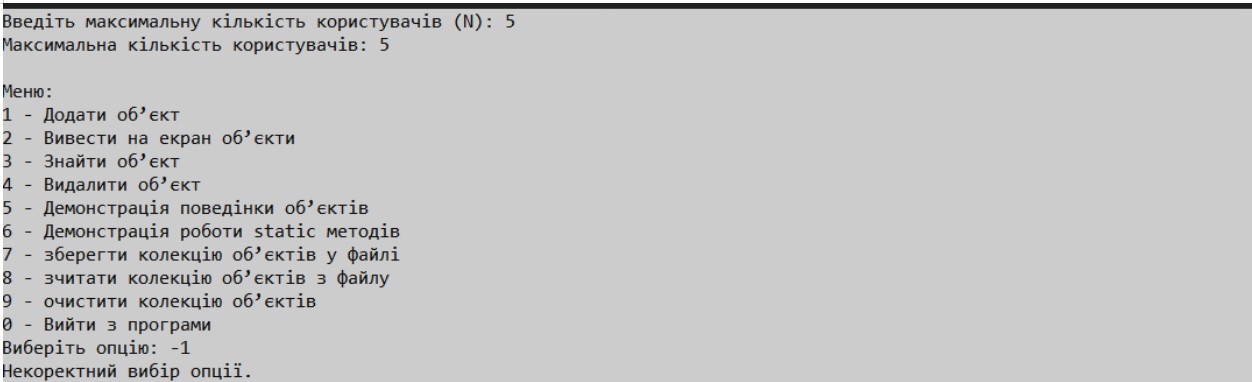 Введіть максимальну кількість користувачів (N): 5
Максимальна кількість користувачів: 5
Меню:
1 - Додати об’єкт
2 - Вивести на екран об’єкти
3 - Знайти об’єкт
4 - Видалити об’єкт
5 - Демонстрація поведінки об’єктів
6 - Демонстрація роботи static методів
7 - зберегти колекцію об’єктів у файлі
8 - зчитати колекцію об’єктів з файлу
9 - очистити колекцію об’єктів
0 - Вийти з програми
Виберіть опцію: -1
Некоректний вибір опції.